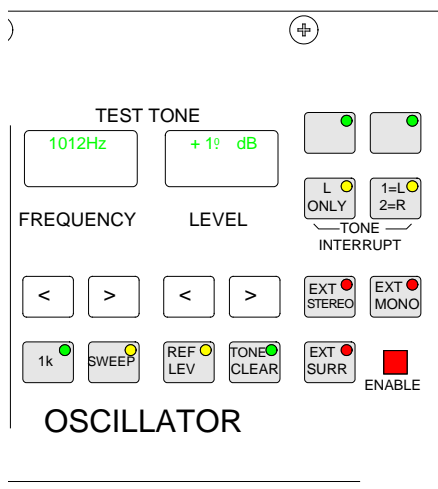 TEST TONE
1012Hz
+ 10 dB
L ONLY
1=L
2=R
FREQUENCY
LEVEL
TONE
INTERRUPT
<
>
<
>
EXT
STEREO
EXT
MONO
1k
SWEEP
REF
LEV
TONE
CLEAR
EXT
SURR
ENABLE
OSCILLATOR